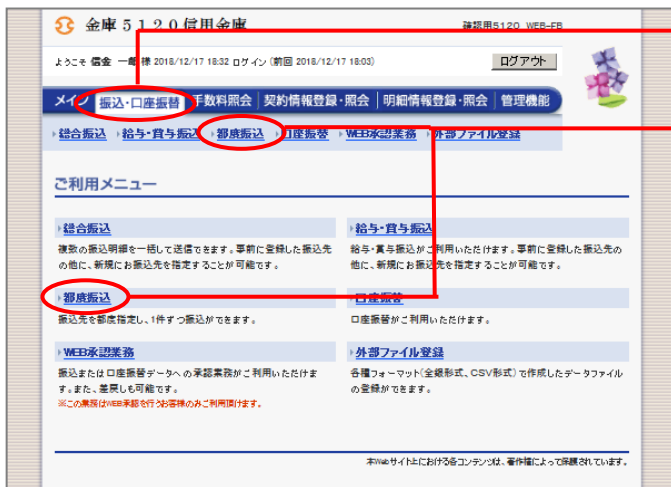 金庫5120信用金庫
確認用5120 WEB-FB
ようこそ 信金 一郎 様 2018/12/17 18:32 ログイン (前回 2018/12/17 18:03)
ログアウト
メイン 振込・口座振替 手数料照会 契約情報登録・照会 明細情報登録・照会 管理機能
総合振込 給与・賞与振込 都度振込 口座振替 WEB承認業務 外部ファイル登録
ご利用メニュー
総合振込
複数の振込明細を一括して送信できます。事前に登録した振込先
の他に、新規にお振込先を指定することが可能です。
給与・賞与振込
給与・賞与振込がご利用いただけます。事前に登録した振込先の
他に、新規にお振込先を指定することが可能です。
都度振込
振込先を都度指定し、1件ずつ振込ができます。
口座振替
口座振替がご利用いただけます。
WEB承認業務
振込または口座振替データへの承認業務がご利用いただけま
す。また、差戻しも可能です。
※この業務はWEB承認を行うお客様のみご利用頂けます。
外部ファイル登録
各種フォーマット(全銀形式、CSV形式)で作成したデータファイル
の登録ができます。
本Webサイト上における各コンテンツは、著作権によって保護されています。